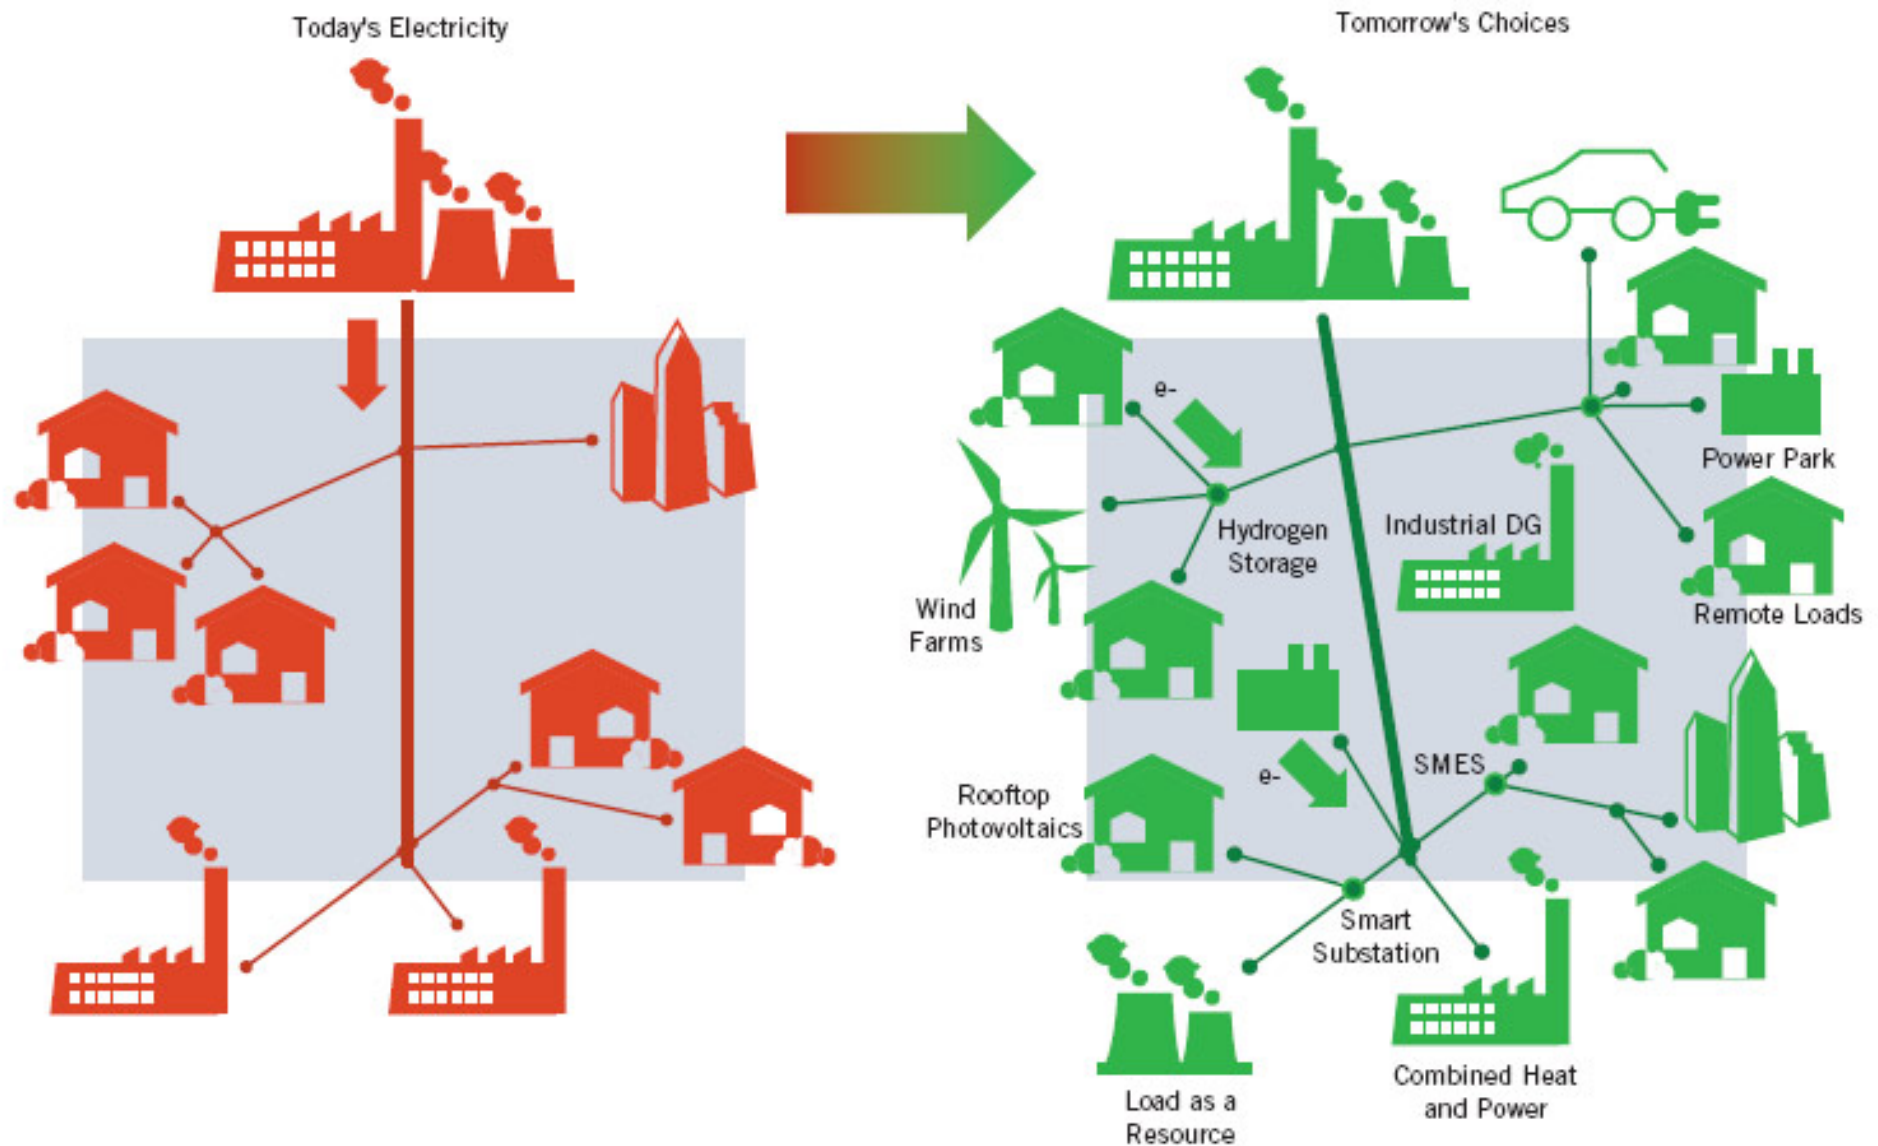 Today's Electricity
Tomorrow's Choices
e-
Power Park
Hydrogen
Storage
Industrial DG
Wind
Farms
Remote Loads
SMES
e-
Rooftop
Photovoltaics
Smart
Substation
Combined Heat
and Power
Load as a
Resource